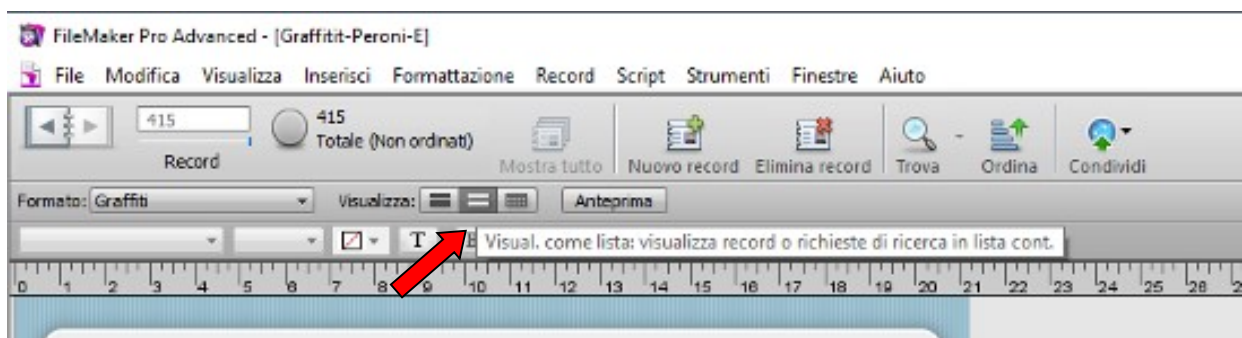 FileMaker Pro Advanced - [Graffitit-Peroni-E]
File Modifica Visualizza Inserisci Formattazione Record Script Strumenti Finestre Aiuto
415
Record
415
Totale (Non ordinati)
Mostra tutto Nuovo record Elimina record Trova Ordina Condividi
Formato: Graffiti Visualizza: Anteprima
T
Visual. come lista: visualizza record o richieste di ricerca in lista cont.
0 1 2 3 4 5 6 7 8 9 10 11 12 13 14 15 16 17 18 19 20 21 22 23 24 25 26